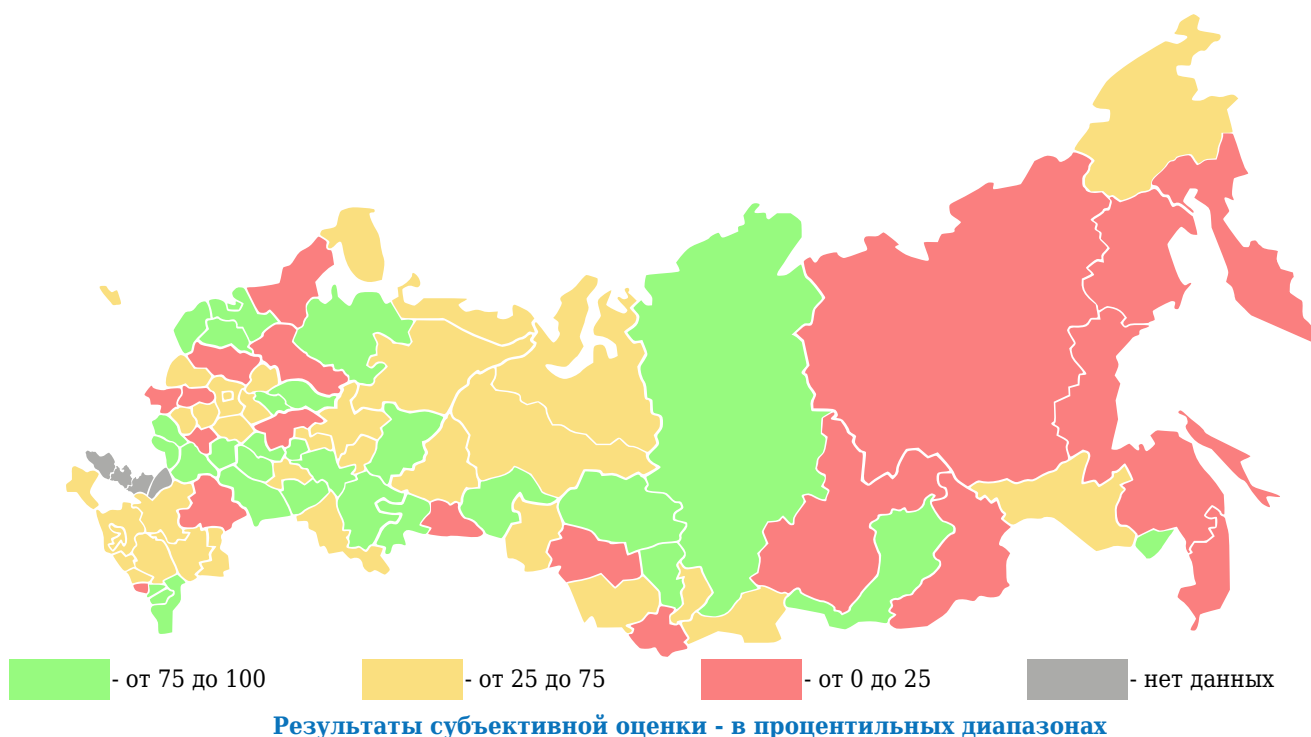 - от 75 до 100 - от 25 до 75 - от 0 до 25 - нет данных
Результаты субъективной оценки - в процентильных диапазонах